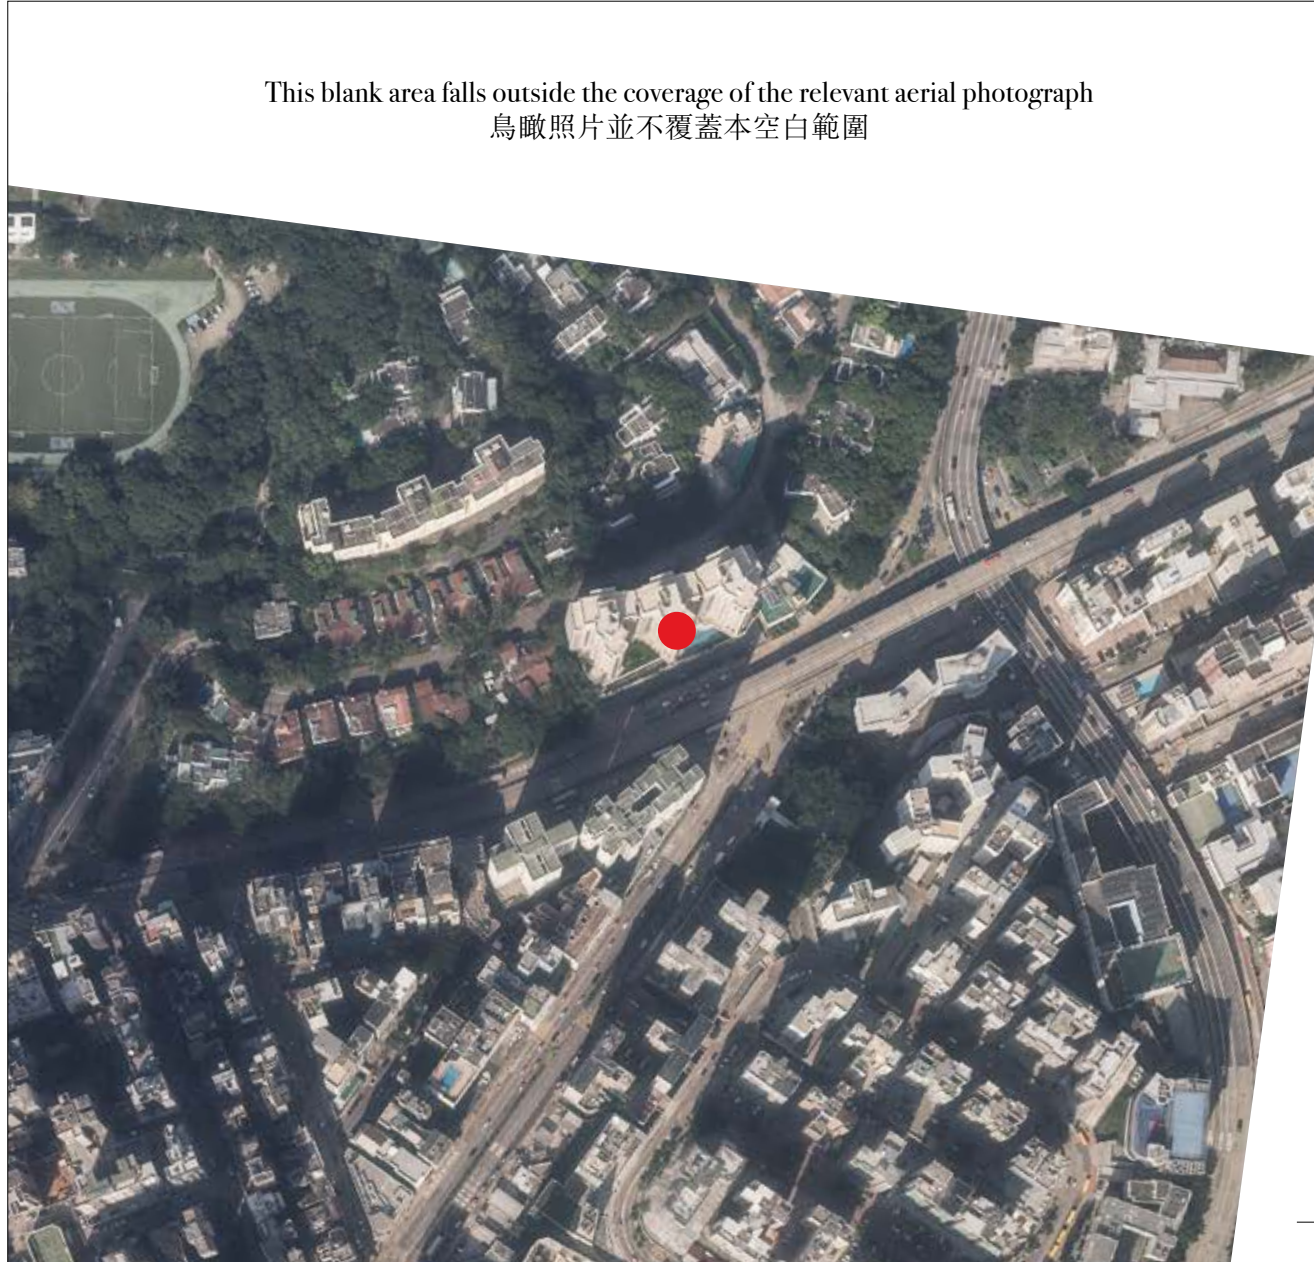 This blank area falls outside the coverage of the relevant aerial photograph
鳥瞰照片並不覆蓋本空白範圍